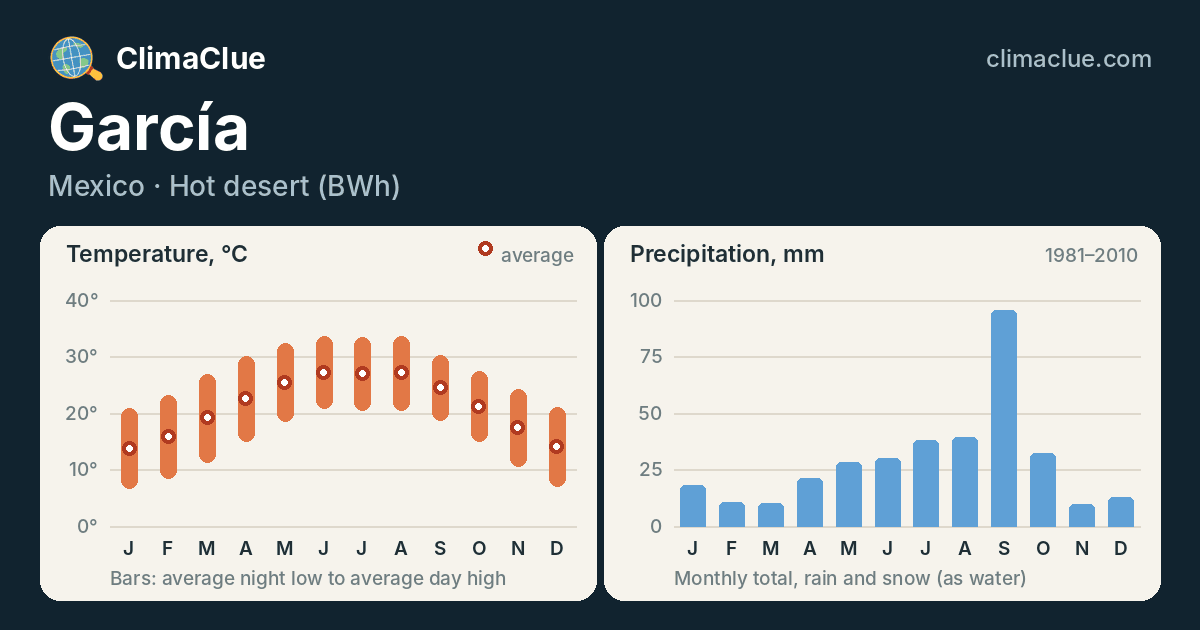 ClimaClue
climaclue.com
García
Mexico · Hot desert (BWh)
Temperature, °C
average
40°
30°
20°
10°
0°
J F M A M J J A S O N D
Bars: average night low to average day high
Precipitation, mm
1981–2010
100
75
50
25
0
J F M A M J J A S O N D
Monthly total, rain and snow (as water)